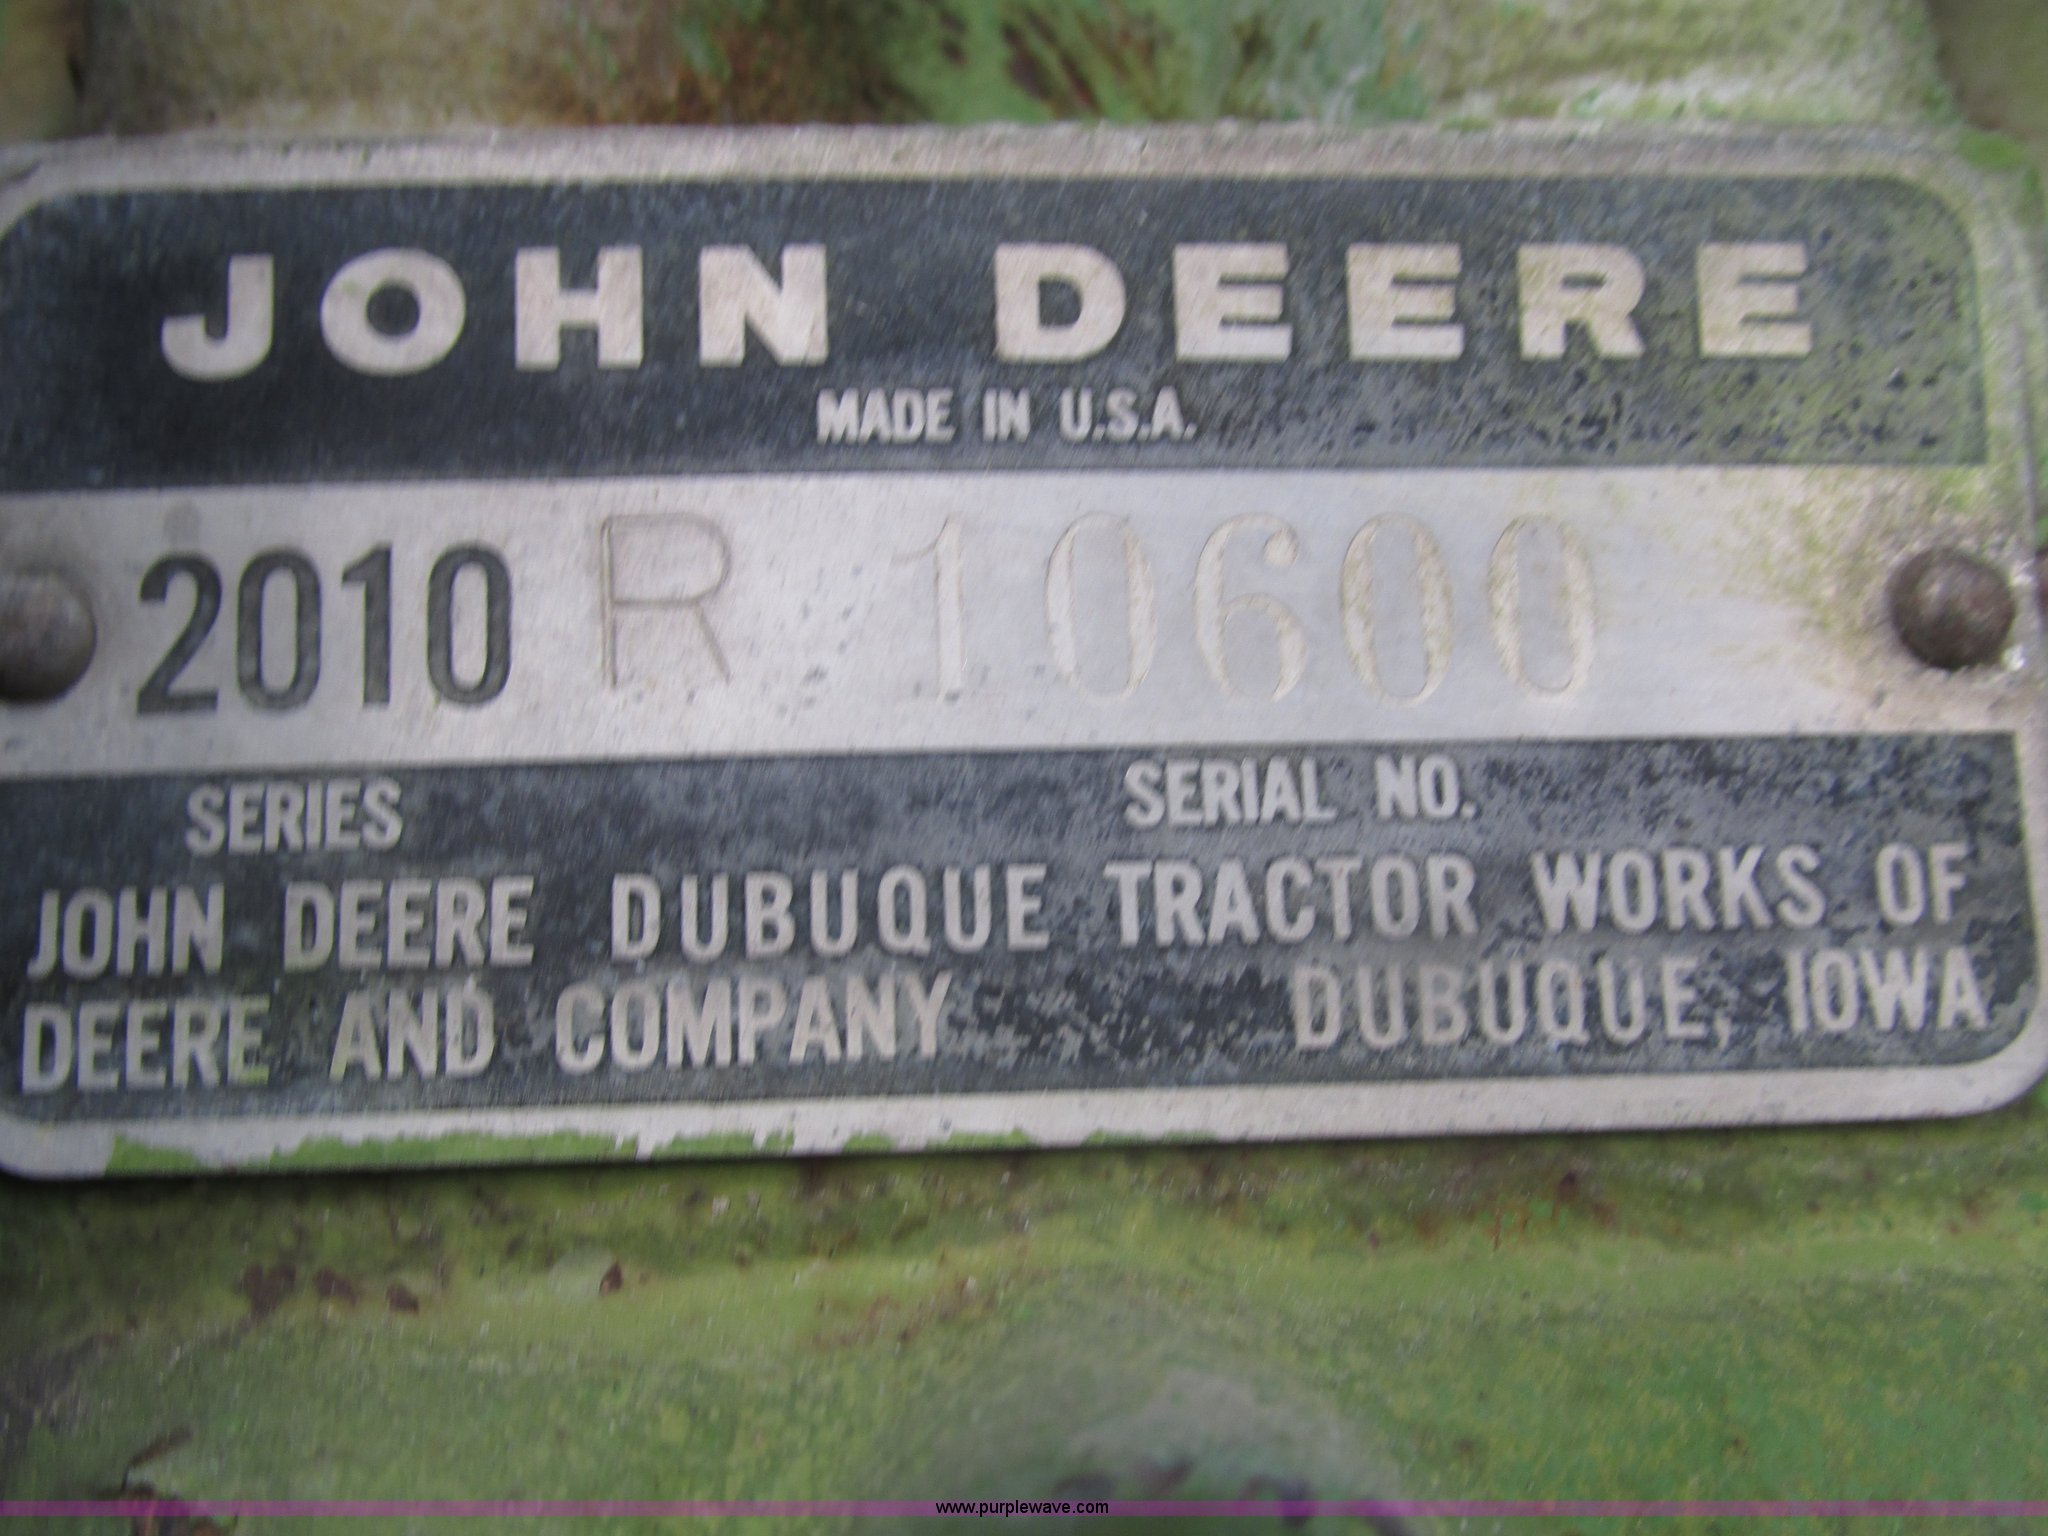 JOHN DEERE
MADE IN U.S.A.
2010 R 10600
SERIES SERIAL NO.
JOHN DEERE DUBUQUE TRACTOR WORKS OF
DEERE AND COMPANY DUBUQUE, IOWA
www.purplewave.com